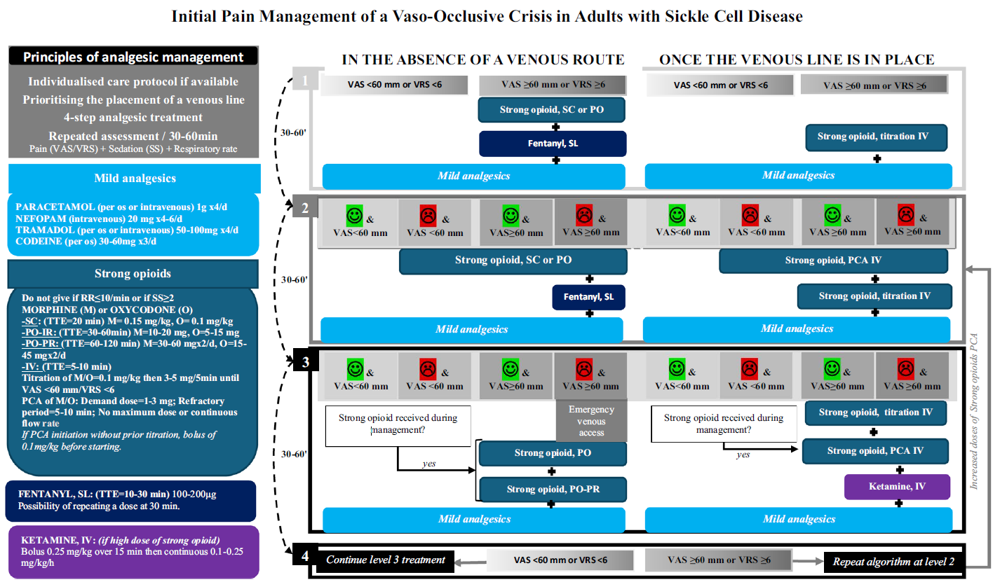 Initial Pain Management of a Vaso-Occlusive Crisis in Adults with Sickle Cell Disease
Principles of analgesic management
Individualised care protocol if available
Prioritising the placement of a venous line
4-step analgesic treatment
Repeated assessment / 30-60min
Pain (VAS/VRS) + Sedation (SS) + Respiratory rate
Mild analgesics
PARACETAMOL (per os or intravenous) 1g x4/d
NEFOPAM (intravenous) 20 mg x4-6/d
TRAMADOL (per os or intravenous) 50-100mg x4/d
CODEINE (per os) 30-60mg x3/d
Strong opioids
Do not give if RR≤10/min or if SS≥2
MORPHINE (M) or OXYCODONE (O)
-SC: (TTE=20 min) M= 0.15 mg/kg, O= 0.1 mg/kg
-PO-IR: (TTE=30-60min) M=10-20 mg, O=5-15 mg
-PO-PR: (TTE=60-120 min) M=30-60 mgx2/d, O=15-
45 mgx2/d
-IV: (TTE=5-10 min)
Titration of M/O=0.1 mg/kg then 3-5 mg/5min until
VAS <60 mm/VRS <6
PCA of M/O: Demand dose=1-3 mg; Refractory
period=5-10 min; No maximum dose or continuous
flow rate
If PCA initiation without prior titration, bolus of
0.1mg/kg before starting.
FENTANYL, SL: (TTE=10-30 min) 100-200µg
Possibility of repeating a dose at 30 min.
KETAMINE, IV: (if high dose of strong opioid)
Bolus 0.25 mg/kg over 15 min then continuous 0.1-0.25
mg/kg/h
IN THE ABSENCE OF A VENOUS ROUTE
ONCE THE VENOUS LINE IS IN PLACE
1
VAS <60 mm or VRS <6
VAS ≥60 mm or VRS ≥6
VAS <60 mm or VRS <6
VAS ≥60 mm or VRS ≥6
Strong opioid, SC or PO
+
Fentanyl, SL
+
Mild analgesics
Strong opioid, titration IV
+
Mild analgesics
30-60'
2
&
VAS<60 mm
&
VAS <60 mm
&
VAS≥60 mm
&
VAS ≥60 mm
&
VAS<60 mm
&
VAS <60 mm
&
VAS≥60 mm
&
VAS ≥60 mm
Strong opioid, SC or PO
+
Fentanyl, SL
+
Mild analgesics
Strong opioid, PCA IV
+
Strong opioid, titration IV
+
Mild analgesics
30-60'
3
&
VAS<60 mm
&
VAS <60 mm
&
VAS≥60 mm
&
VAS ≥60 mm
&
VAS<60 mm
&
VAS <60 mm
&
VAS≥60 mm
&
VAS ≥60 mm
Strong opioid received during
management?
yes
Emergency
venous
access
Strong opioid, PO
+
Strong opioid, PO-PR
+
Mild analgesics
Strong opioid received during
management?
yes
Strong opioid, titration IV
+
Strong opioid, PCA IV
+
Ketamine, IV
+
Mild analgesics
30-60'
4
Continue level 3 treatment
VAS <60 mm or VRS <6
VAS ≥60 mm or VRS ≥6
Repeat algorithm at level 2
Increased doses of Strong opioids PCA